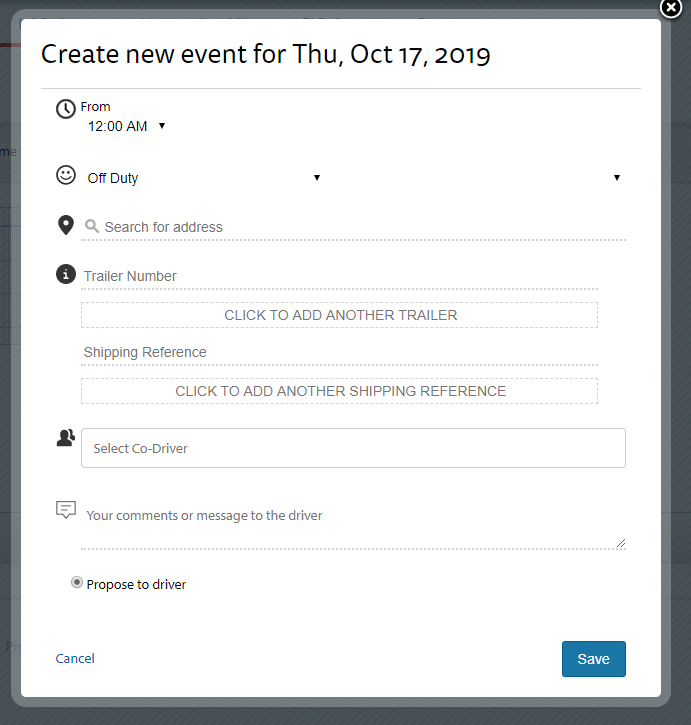 Create new event for Thu, Oct 17, 2019
From
12:00 AM
Off Duty
Search for address
Trailer Number
CLICK TO ADD ANOTHER TRAILER
Shipping Reference
CLICK TO ADD ANOTHER SHIPPING REFERENCE
Select Co-Driver
Your comments or message to the driver
Propose to driver
Cancel
Save